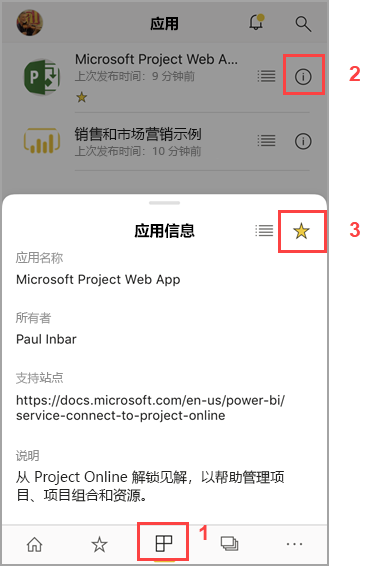 应用
Microsoft Project Web A...
上次发布时间：9 分钟前
2
销售和市场营销示例
上次发布时间：10 分钟前
应用信息
3
应用名称
Microsoft Project Web App
所有者
Paul Inbar
支持站点
https://docs.microsoft.com/en-us/power-bi/
service-connect-to-project-online
说明
从 Project Online 解锁见解，以帮助管理项
目、项目组合和资源。
1